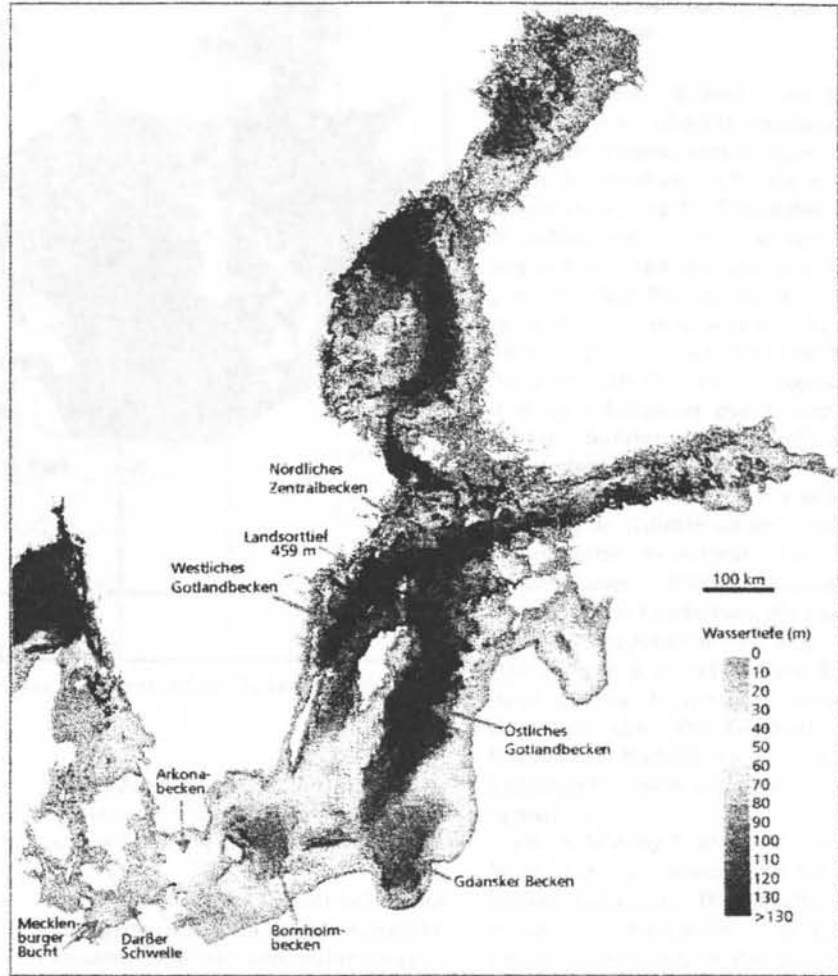 Nördliches
Zentralbecken
Landsorttief
459 m
Westliches
Gotlandbecken
100 km
Wassertiefe (m)
0
10
20
30
40
50
60
70
80
90
100
110
120
130
>130
Östliches
Gotlandbecken
Arkona-
becken
Gdansker Becken
Mecklen-
burger
Bucht
Darßer
Schwelle
Bornholm-
becken